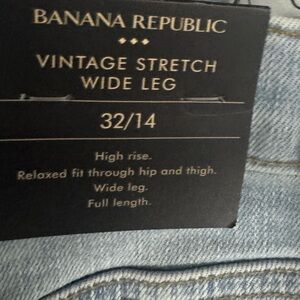 BANANA REPUBLIC
VINTAGE STRETCH
WIDE LEG
32/14
High rise.
Relaxed fit through hip and thigh.
Wide leg.
Full length.